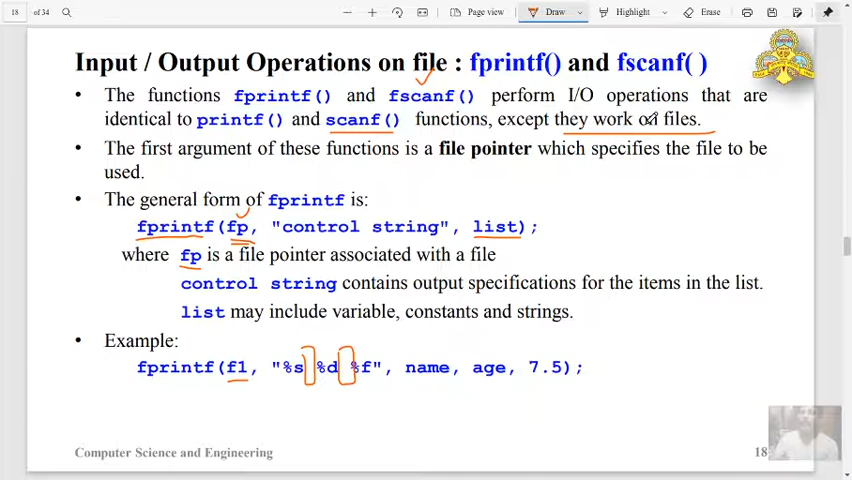 18 of 34 Page view Draw Highlight Erase
Input / Output Operations on file : fprintf() and fscanf( )
• The functions fprintf() and fscanf() perform I/O operations that are
identical to printf() and scanf() functions, except they work on files.
• The first argument of these functions is a file pointer which specifies the file to be
used.
• The general form of fprintf is:
fprintf(fp, "control string", list);
where fp is a file pointer associated with a file
control string contains output specifications for the items in the list.
list may include variable, constants and strings.
• Example:
fprintf(f1, "%s %d %f", name, age, 7.5);
Computer Science and Engineering 18